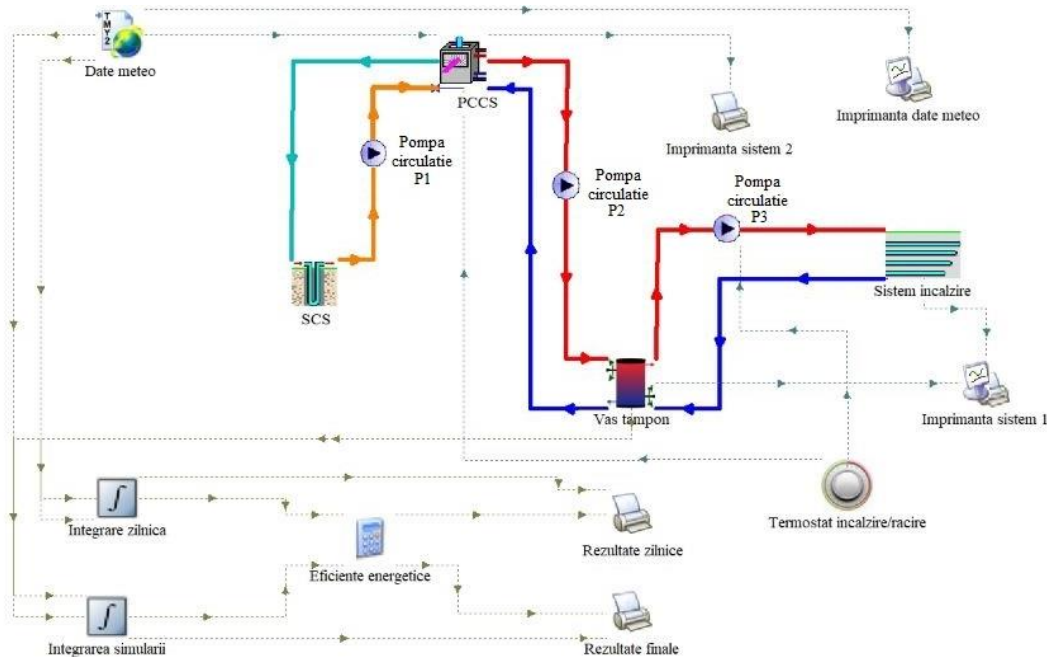 TMY2
Date meteo
PCCS
Imprimanta sistem 2
Imprimanta date meteo
Pompa
circulatie
P1
Pompa
circulatie
P2
Pompa
circulatie
P3
SCS
Sistem incalzire
Vas tampon
Imprimanta sistem 1
Integrare zilnica
Termostat incalzire/racire
Rezultate zilnice
Eficiente energetice
Integrarea simularii
Rezultate finale